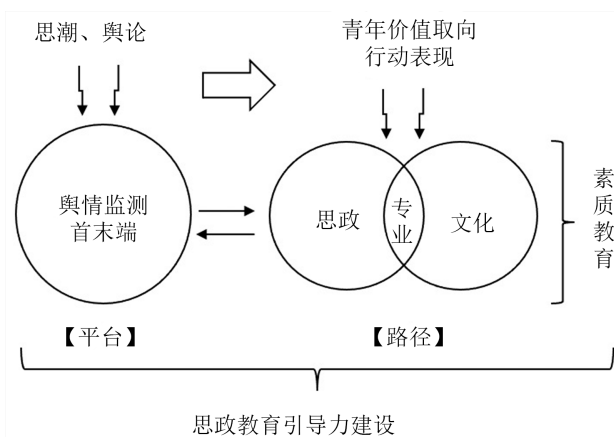 思潮、舆论
青年价值取向
行动表现
舆情监测
首末端
思政
专业
文化
素质教育
【平台】
【路径】
思政教育引导力建设